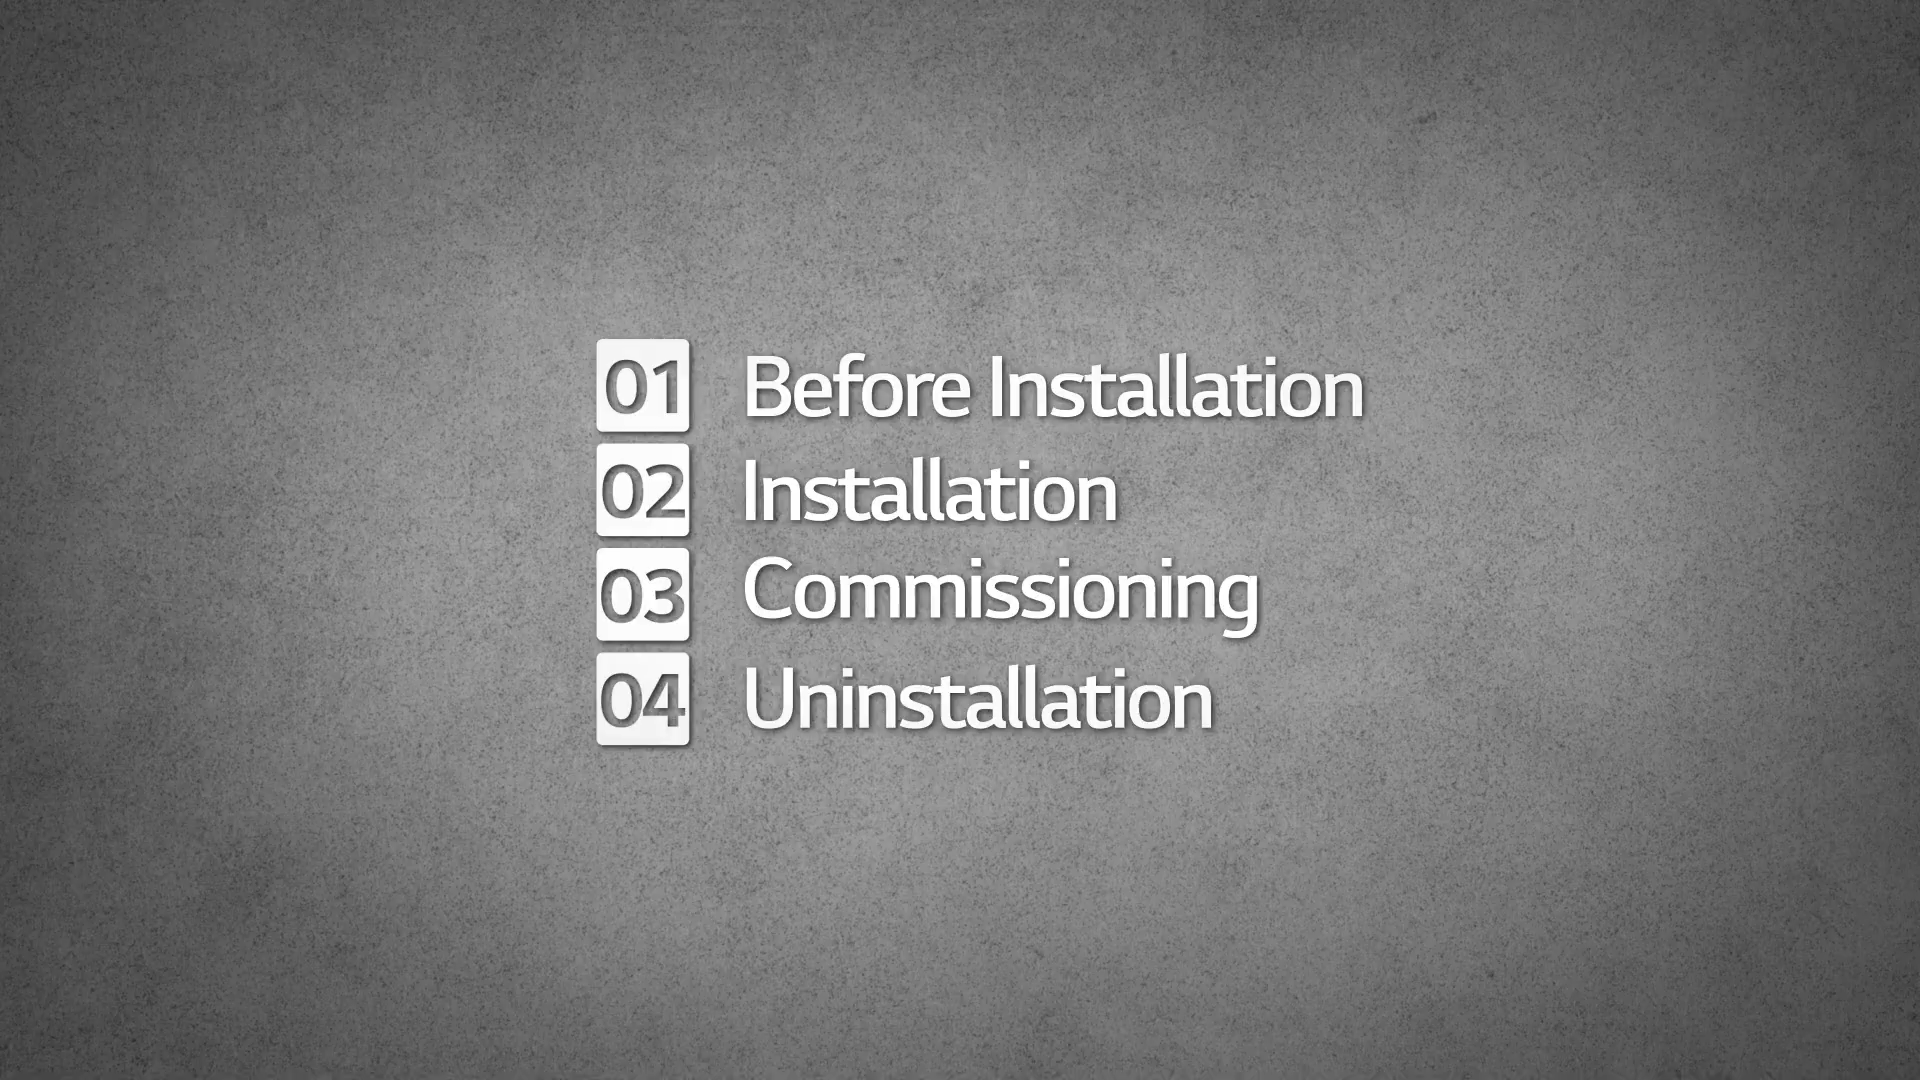 01 Before Installation
02 Installation
03 Commissioning
04 Uninstallation